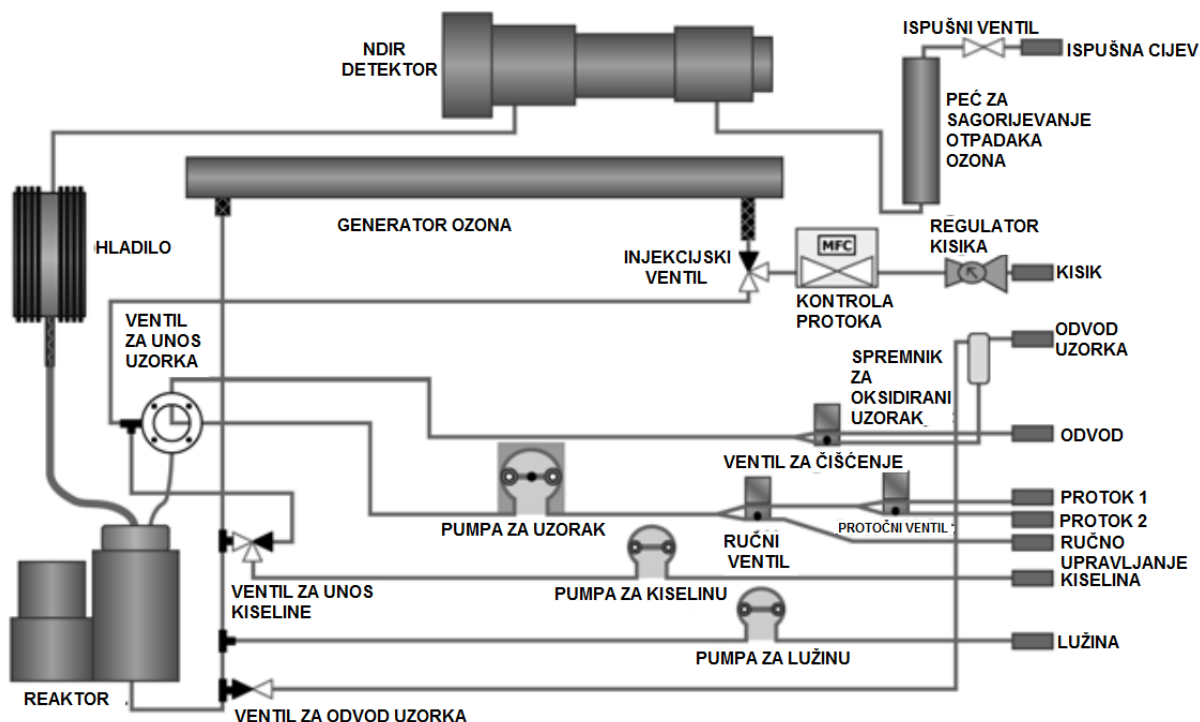 ISPUŠNI VENTIL
ISPUŠNA CIJEV
NDIR
DETEKTOR
PEĆ ZA
SAGORIJEVANJE
OTPADAKA
OZONA
GENERATOR OZONA
HLADILO
INJEKCIJSKI
VENTIL
MFC
KONTROLA
PROTOKA
REGULATOR
KISIKA
KISIK
VENTIL
ZA UNOS
UZORKA
ODVOD
UZORKA
SPREMNIK
ZA
OKSIDIRANI
UZORAK
ODVOD
VENTIL ZA ČIŠĆENJE
PUMPA ZA UZORAK
RUČNI
VENTIL
PROTOČNI VENTIL
PROTOK 1
PROTOK 2
RUČNO
UPRAVLJANJE
KISELINA
VENTIL ZA UNOS
KISELINE
PUMPA ZA KISELINU
PUMPA ZA LUŽINU
LUŽINA
REAKTOR
VENTIL ZA ODVOD UZORKA